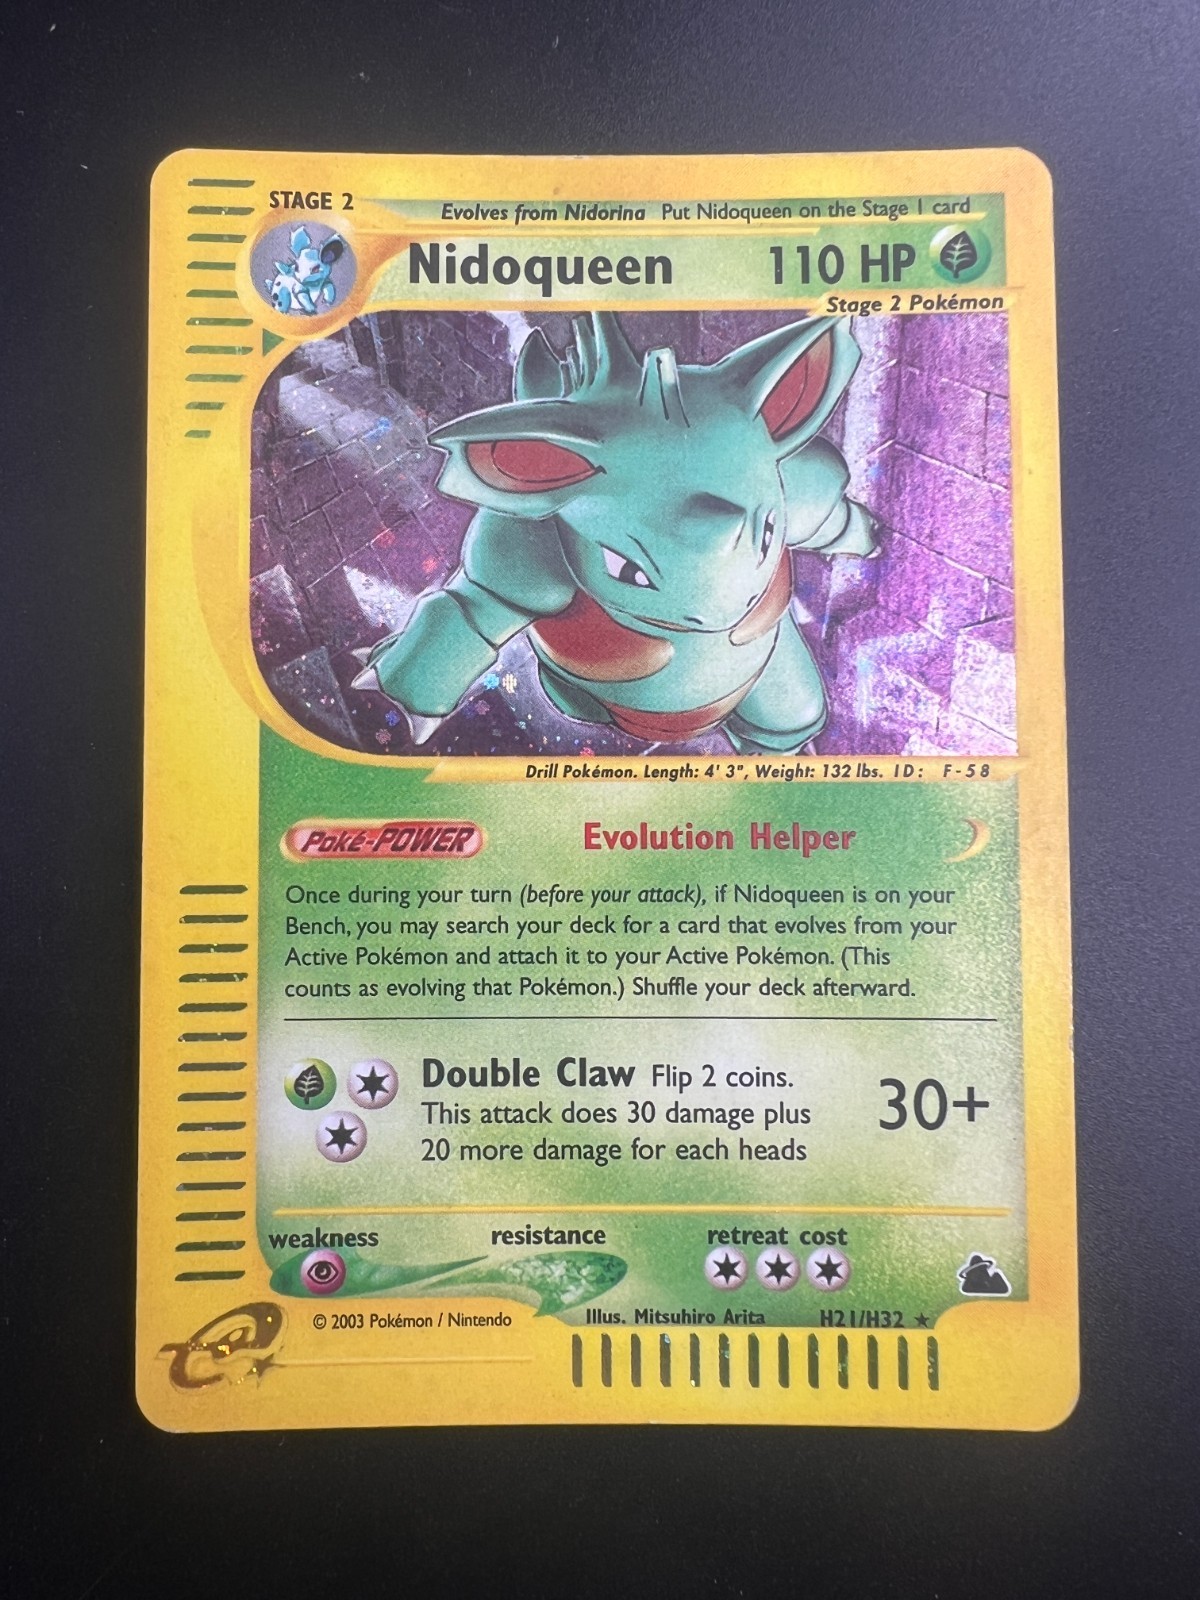 STAGE 2
Evolves from Nidorina Put Nidoqueen on the Stage 1 card
Nidoqueen 110 HP
Stage 2 Pokémon
Drill Pokémon. Length: 4' 3", Weight: 132 lbs. ID: F-58
Poké-POWER Evolution Helper
Once during your turn (before your attack), if Nidoqueen is on your
Bench, you may search your deck for a card that evolves from your
Active Pokémon and attach it to your Active Pokémon. (This
counts as evolving that Pokémon.) Shuffle your deck afterward.
Double Claw Flip 2 coins.
This attack does 30 damage plus
20 more damage for each heads
30+
weakness resistance retreat cost
© 2003 Pokémon / Nintendo Illus. Mitsuhiro Arita H21/H32 ★